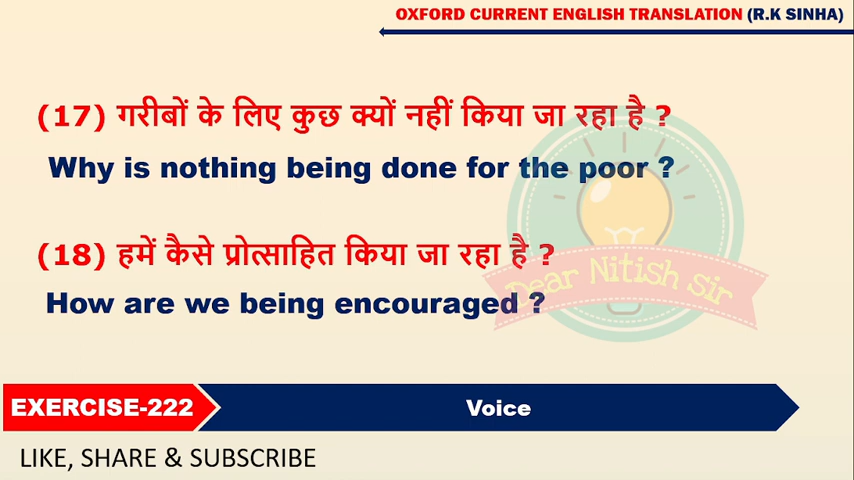 OXFORD CURRENT ENGLISH TRANSLATION (R.K SINHA)
(17) गरीबों के लिए कुछ क्यों नहीं किया जा रहा है ?
Why is nothing being done for the poor ?
(18) हमें कैसे प्रोत्साहित किया जा रहा है ?
How are we being encouraged ?
Dear Nitish Sir
EXERCISE-222
Voice
LIKE, SHARE & SUBSCRIBE